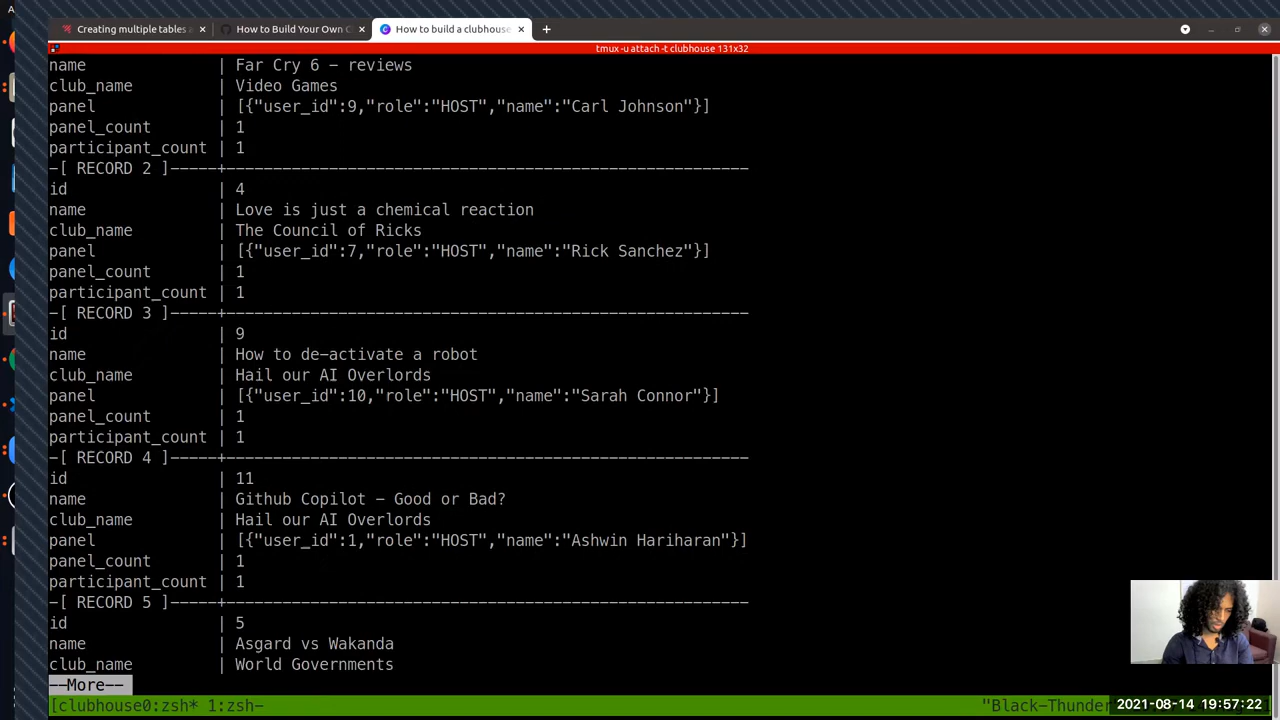 Creating multiple tables
How to Build Your Own C
How to build a clubhouse
tmux -u attach -t clubhouse 131x32
name | Far Cry 6 - reviews
club_name | Video Games
panel | [{"user_id":9,"role":"HOST","name":"Carl Johnson"}]
panel_count | 1
participant_count | 1
-[ RECORD 2 ]-----+--------------------------------------------------------
id | 4
name | Love is just a chemical reaction
club_name | The Council of Ricks
panel | [{"user_id":7,"role":"HOST","name":"Rick Sanchez"}]
panel_count | 1
participant_count | 1
-[ RECORD 3 ]-----+--------------------------------------------------------
id | 9
name | How to de-activate a robot
club_name | Hail our AI Overlords
panel | [{"user_id":10,"role":"HOST","name":"Sarah Connor"}]
panel_count | 1
participant_count | 1
-[ RECORD 4 ]-----+--------------------------------------------------------
id | 11
name | Github Copilot - Good or Bad?
club_name | Hail our AI Overlords
panel | [{"user_id":1,"role":"HOST","name":"Ashwin Hariharan"}]
panel_count | 1
participant_count | 1
-[ RECORD 5 ]-----+--------------------------------------------------------
id | 5
name | Asgard vs Wakanda
club_name | World Governments
--More--
[clubhouse0:zsh* 1:zsh- "Black-Thunder 2021-08-14 19:57:22